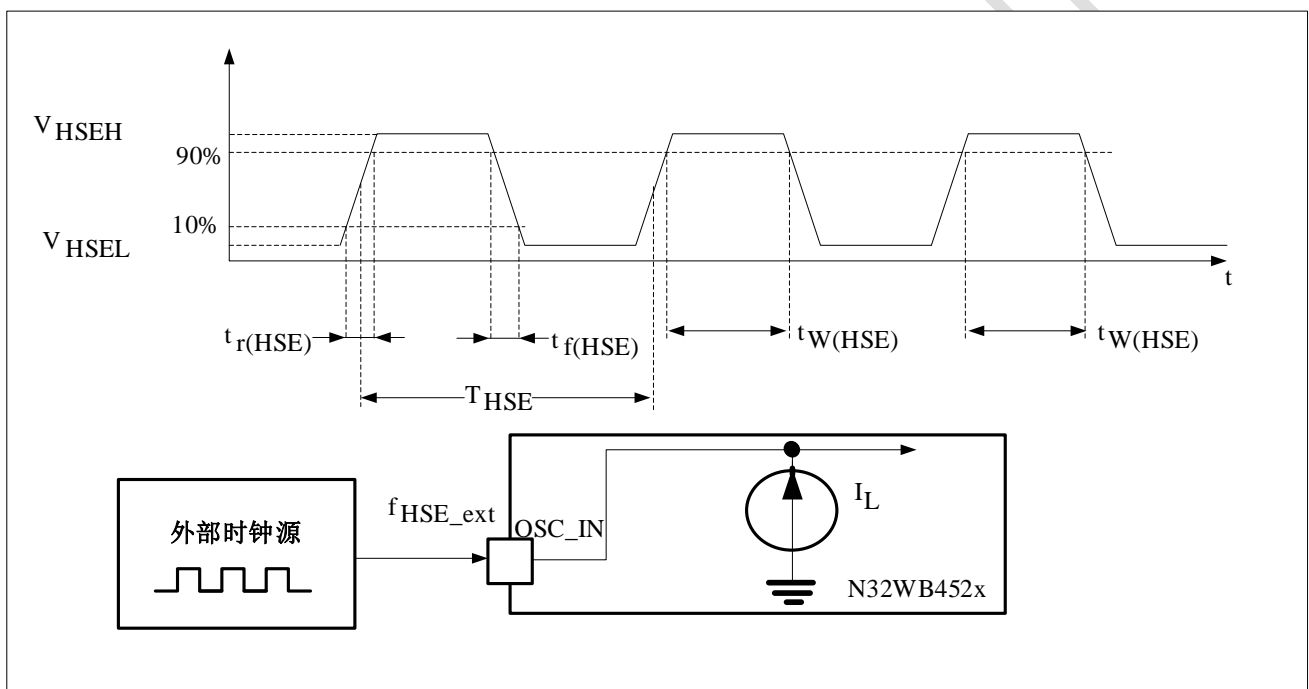 V HSEH
90%
10%
V HSEL
t
t r(HSE)
t f(HSE)
t W(HSE)
t W(HSE)
T HSE
外部时钟源
f HSE_ext
OSC_IN
I L
N32WB452x